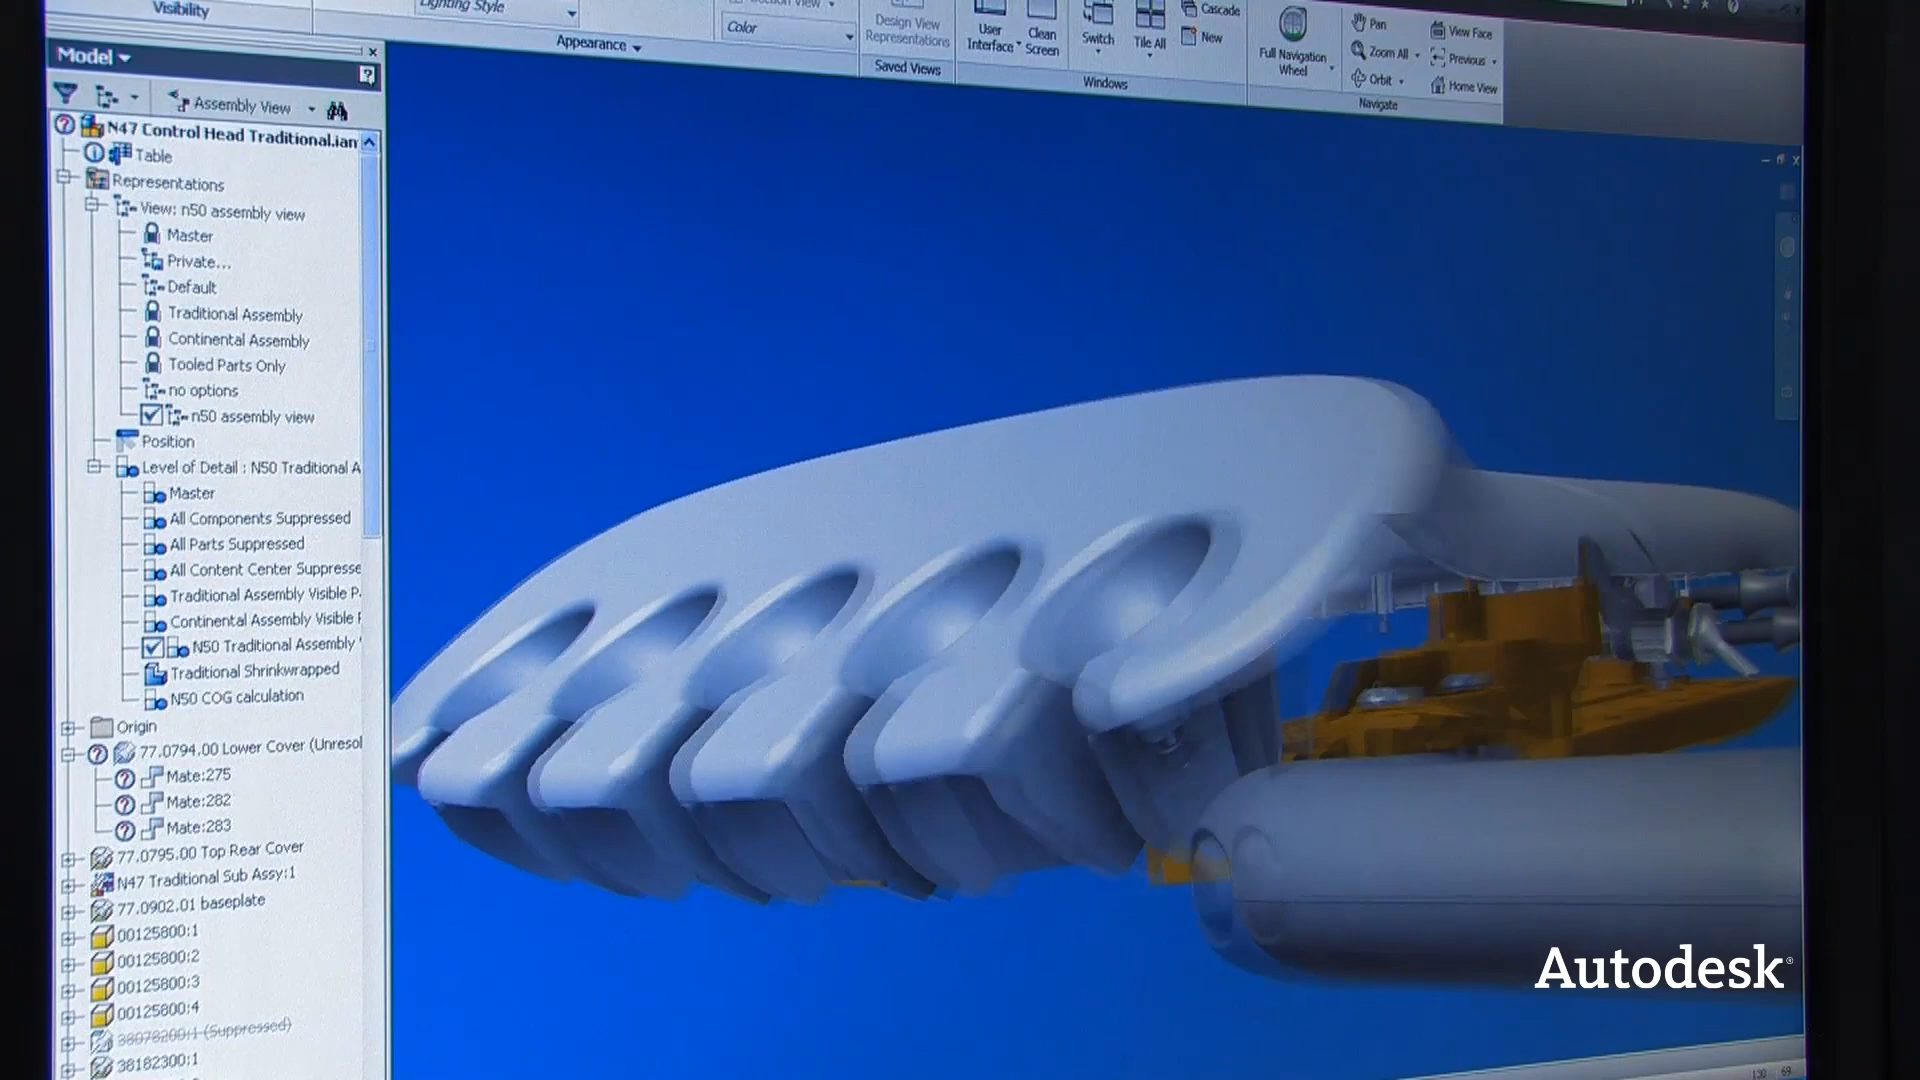 Visibility
Lighting Style
Appearance
Color
Design View
Representations
Saved Views
User
Interface
Clean
Screen
Switch
Tile All
Cascade
New
Windows
Full Navigation
Wheel
Pan
Zoom All
Orbit
View Face
Previous
Home View
Navigate
Model
Assembly View
N47 Control Head Traditional.iam
Table
Representations
View: n50 assembly view
Master
Private...
Default
Traditional Assembly
Continental Assembly
Tooled Parts Only
no options
n50 assembly view
Position
Level of Detail : N50 Traditional A
Master
All Components Suppressed
All Parts Suppressed
All Content Center Suppresse
Traditional Assembly Visible P
Continental Assembly Visible
N50 Traditional Assembly
Traditional Shrinkwrapped
N50 COG calculation
Origin
77.0794.00 Lower Cover (Unresol
Mate:275
Mate:282
Mate:283
77.0795.00 Top Rear Cover
N47 Traditional Sub Assy:1
77.0902.01 baseplate
00125800:1
00125800:2
00125800:3
00125800:4
38078200:1 (Suppressed)
38182300:1
Autodesk®
130 69